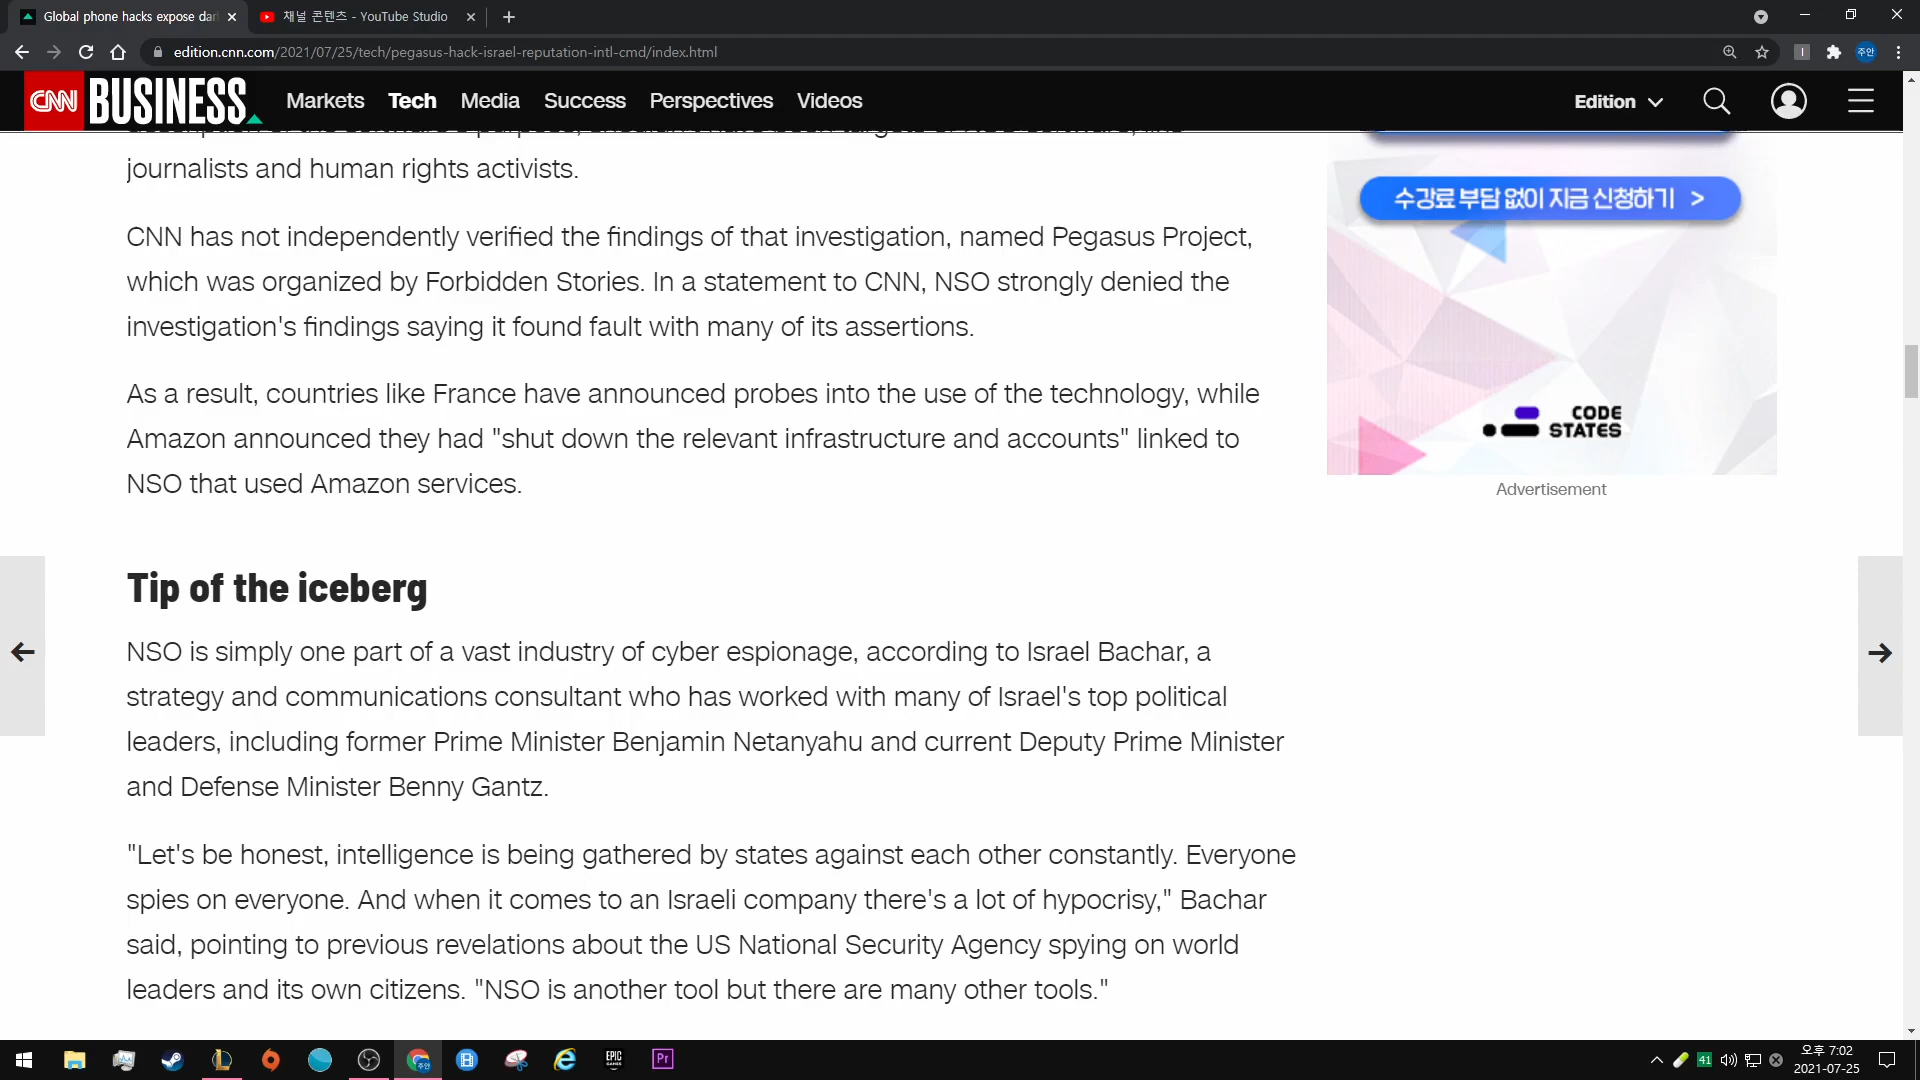 Global phone hacks expose dar
채널 콘텐츠 - YouTube Studio
edition.cnn.com/2021/07/25/tech/pegasus-hack-israel-reputation-intl-cmd/index.html
주안
CNN BUSINESS
Markets Tech Media Success Perspectives Videos
Edition
journalists and human rights activists.
CNN has not independently verified the findings of that investigation, named Pegasus Project,
which was organized by Forbidden Stories. In a statement to CNN, NSO strongly denied the
investigation's findings saying it found fault with many of its assertions.
As a result, countries like France have announced probes into the use of the technology, while
Amazon announced they had "shut down the relevant infrastructure and accounts" linked to
NSO that used Amazon services.
수강료 부담 없이 지금 신청하기 >
CODE
STATES
Advertisement
Tip of the iceberg
NSO is simply one part of a vast industry of cyber espionage, according to Israel Bachar, a
strategy and communications consultant who has worked with many of Israel's top political
leaders, including former Prime Minister Benjamin Netanyahu and current Deputy Prime Minister
and Defense Minister Benny Gantz.
"Let's be honest, intelligence is being gathered by states against each other constantly. Everyone
spies on everyone. And when it comes to an Israeli company there's a lot of hypocrisy," Bachar
said, pointing to previous revelations about the US National Security Agency spying on world
leaders and its own citizens. "NSO is another tool but there are many other tools."
EPIC
GAMES
Pr
41
오후 7:02
2021-07-25